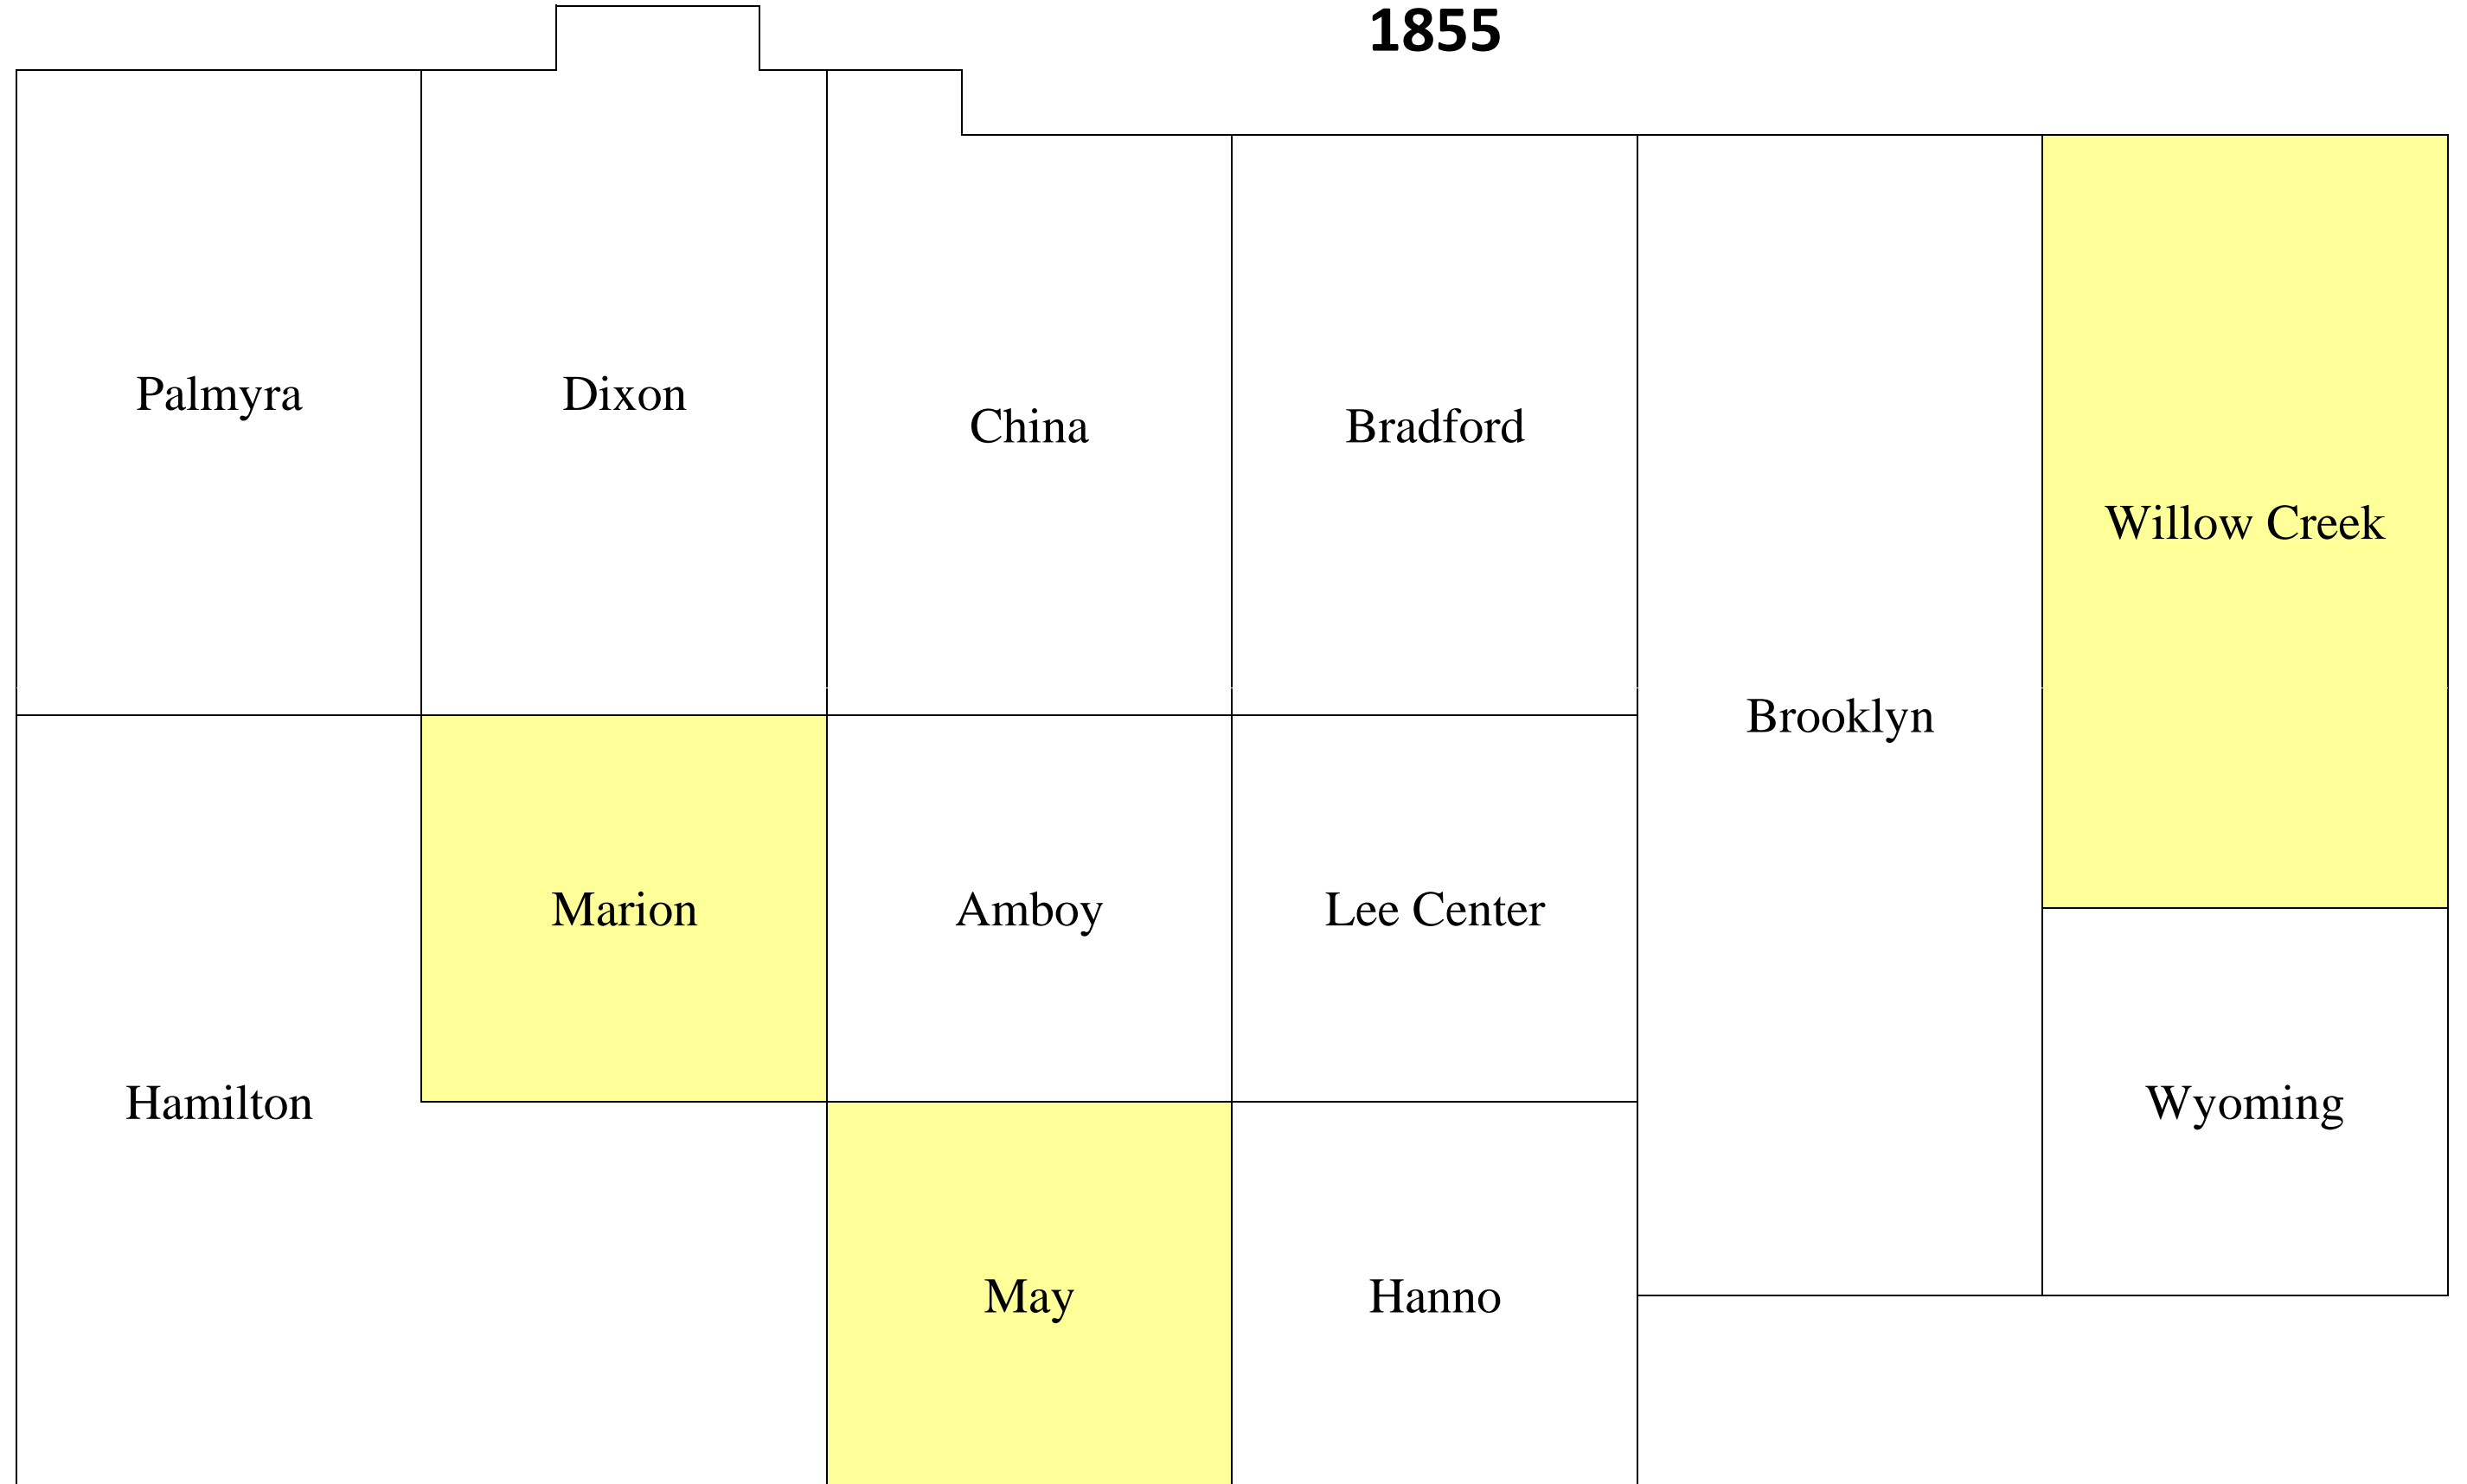 1855
Palmyra
Dixon
China
Bradford
Willow Creek
Brooklyn
Marion
Amboy
Lee Center
Hamilton
Wyoming
May
Hanno